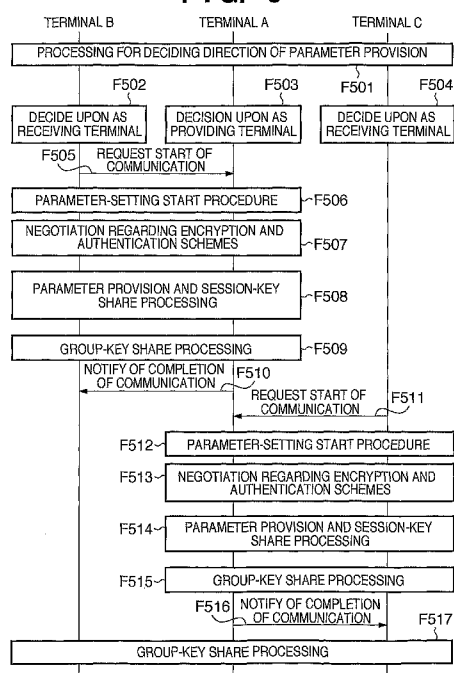 TERMINAL B TERMINAL A TERMINAL C
PROCESSING FOR DECIDING DIRECTION OF PARAMETER PROVISION
F501
F502 F503 F504
DECIDE UPON AS
RECEIVING TERMINAL
DECISION UPON AS
PROVIDING TERMINAL
DECIDE UPON AS
RECEIVING TERMINAL
F505 REQUEST START OF
COMMUNICATION
PARAMETER-SETTING START PROCEDURE F506
NEGOTIATION REGARDING ENCRYPTION AND
AUTHENTICATION SCHEMES
F507
PARAMETER PROVISION AND SESSION-KEY
SHARE PROCESSING
F508
GROUP-KEY SHARE PROCESSING F509
NOTIFY OF COMPLETION
OF COMMUNICATION
F510
REQUEST START OF
COMMUNICATION
F511
F512 PARAMETER-SETTING START PROCEDURE
F513 NEGOTIATION REGARDING ENCRYPTION AND
AUTHENTICATION SCHEMES
F514 PARAMETER PROVISION AND SESSION-KEY
SHARE PROCESSING
F515 GROUP-KEY SHARE PROCESSING
F516 NOTIFY OF COMPLETION
OF COMMUNICATION
F517
GROUP-KEY SHARE PROCESSING